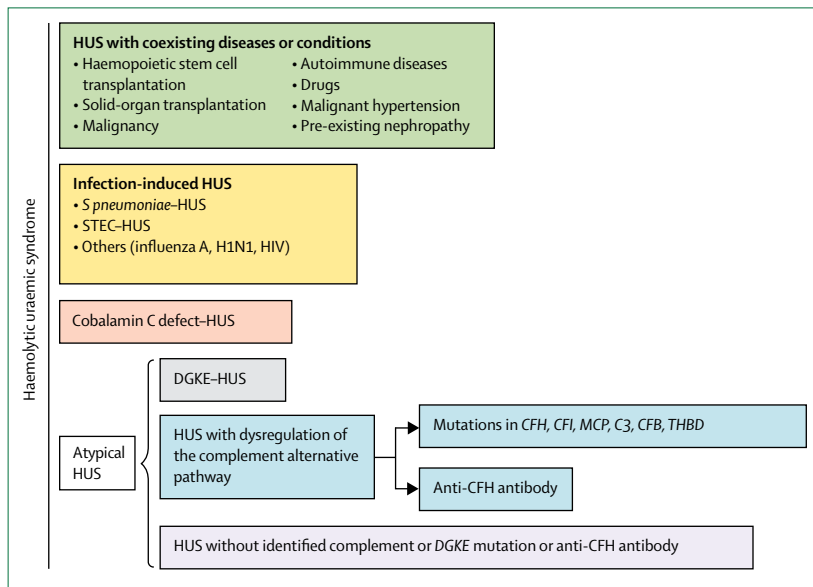 Haemolytic uraemic syndrome
HUS with coexisting diseases or conditions
• Haemopoietic stem cell
transplantation
• Solid-organ transplantation
• Malignancy
• Autoimmune diseases
• Drugs
• Malignant hypertension
• Pre-existing nephropathy
Infection-induced HUS
• S pneumoniae–HUS
• STEC–HUS
• Others (influenza A, H1N1, HIV)
Cobalamin C defect–HUS
Atypical
HUS
DGKE–HUS
HUS with dysregulation of
the complement alternative
pathway
Mutations in CFH, CFI, MCP, C3, CFB, THBD
Anti-CFH antibody
HUS without identified complement or DGKE mutation or anti-CFH antibody